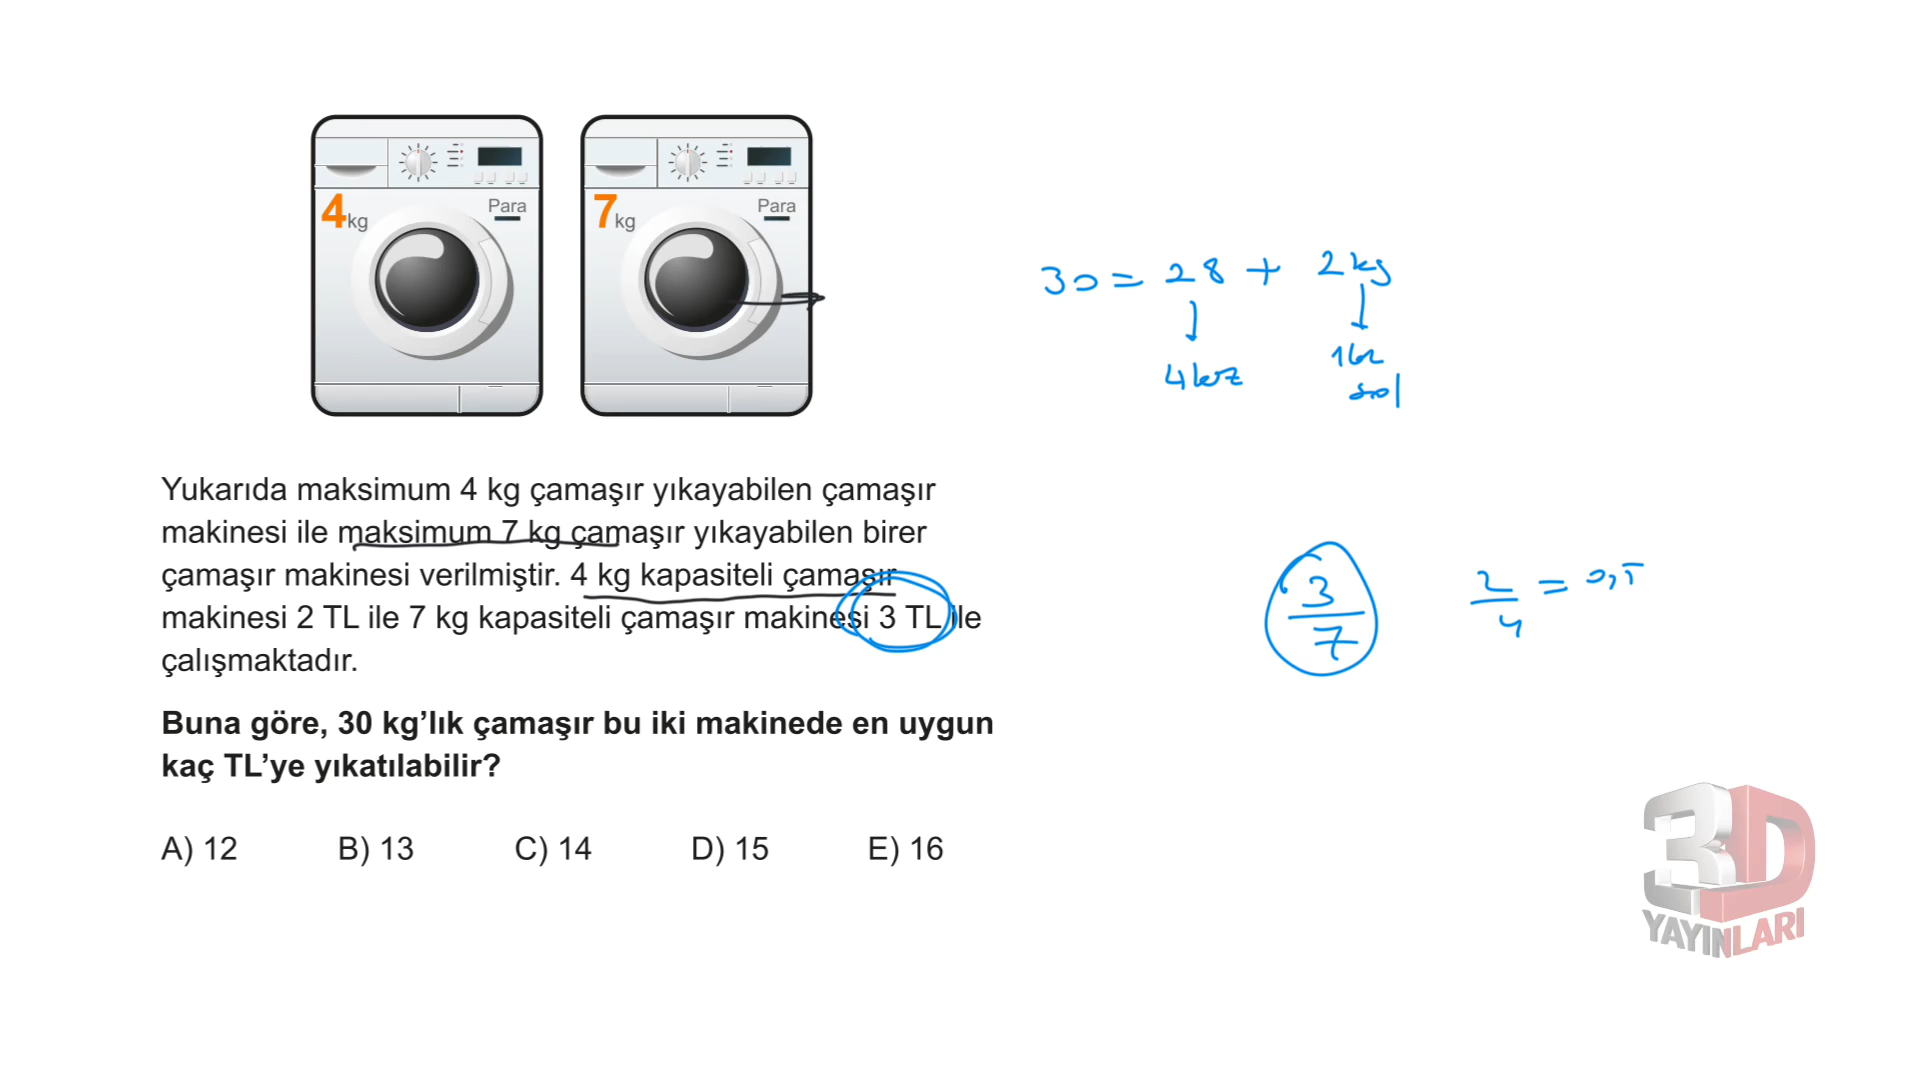 4kg
Para
7kg
Para
30 = 28 + 2kg
4 kez
sol
Yukarıda maksimum 4 kg çamaşır yıkayabilen çamaşır
makinesi ile maksimum 7 kg çamaşır yıkayabilen birer
çamaşır makinesi verilmiştir. 4 kg kapasiteli çamaşır
makinesi 2 TL ile 7 kg kapasiteli çamaşır makinesi 3 TL ile
çalışmaktadır.
3/7
2/4 = 0,5
Buna göre, 30 kg’lık çamaşır bu iki makinede en uygun
kaç TL’ye yıkatılabilir?
A) 12 B) 13 C) 14 D) 15 E) 16
3D
YAYINLARI